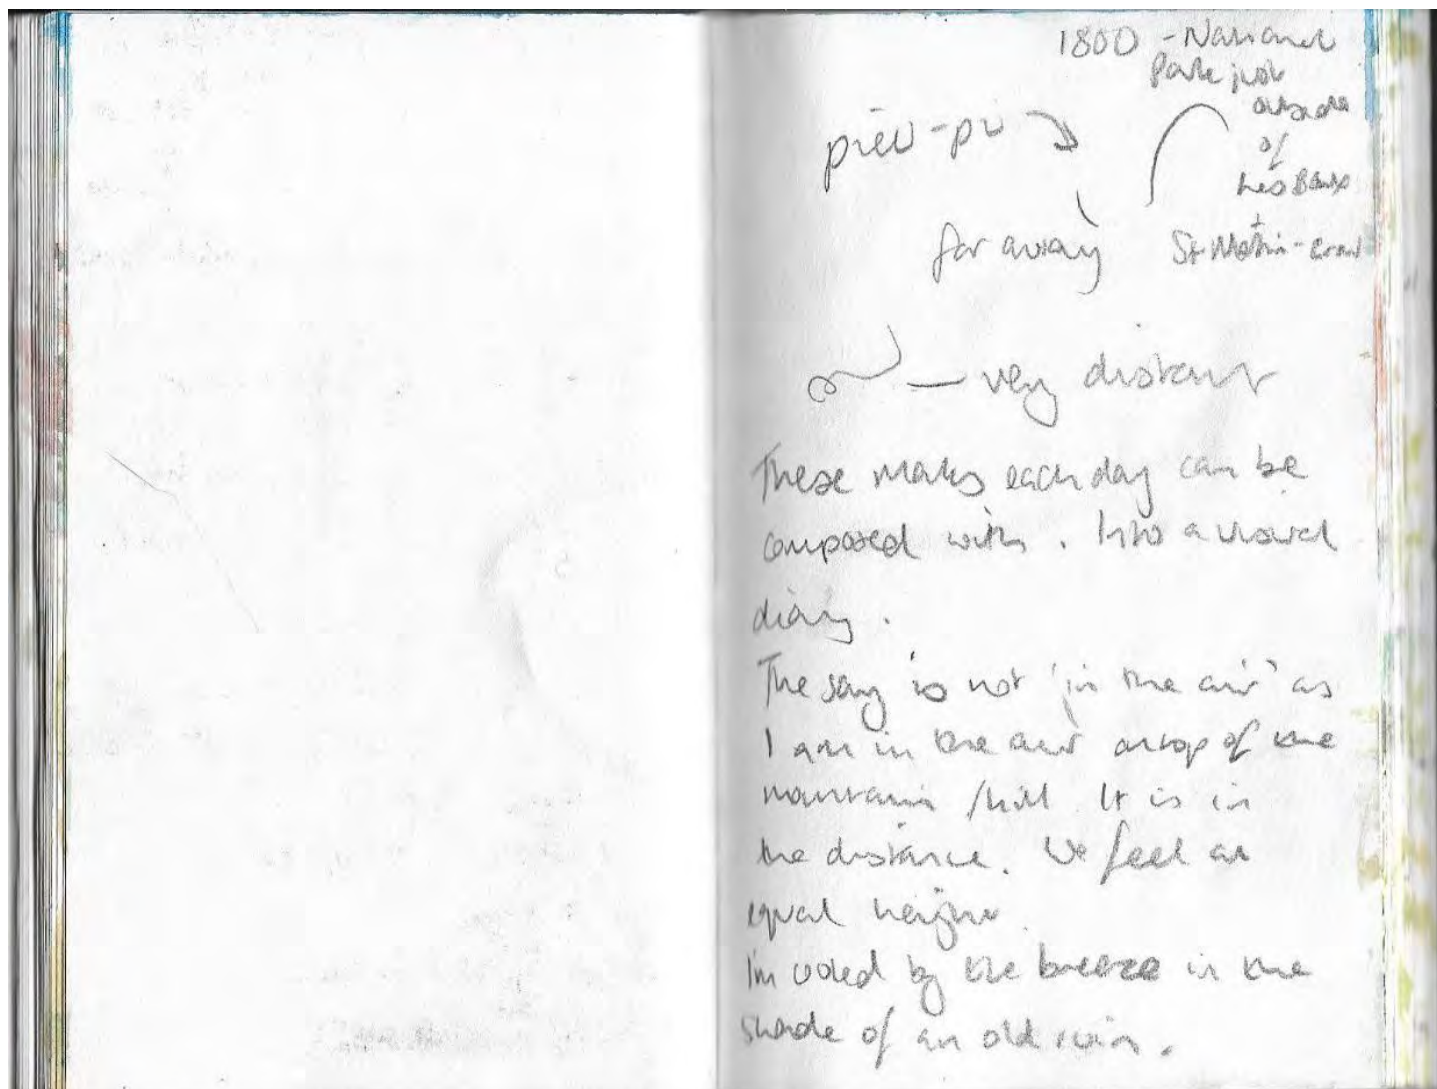 1800 - National
Park just
outside
of
Les Baux
+
St Martin - Crau
piėu - pi
far away
— very distant
These marks each day can be
composed with. Into a visual
diary.
The song is not 'in the air' as
I am in the air atop of the
mountain / hill. It is in
the distance. We feel at
equal height.
I'm cooled by the breeze in the
shade of an old ruin.